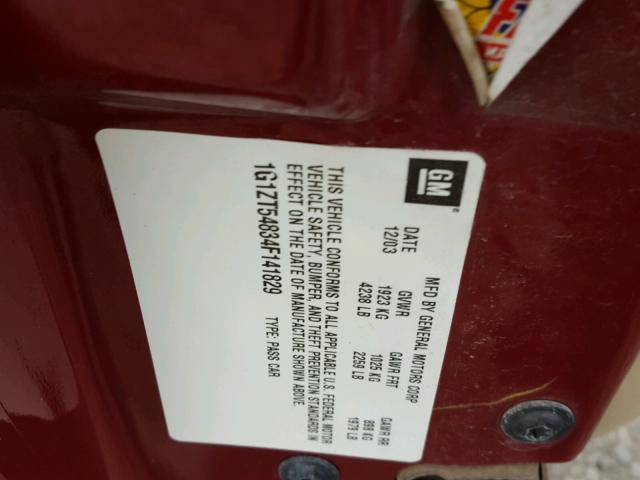 GM
MFD BY GENERAL MOTORS CORP
DATE GVWR GAWR FRT GAWR RR
12/03 1923 KG 1025 KG 898 KG
4238 LB 2259 LB 1979 LB
THIS VEHICLE CONFORMS TO ALL APPLICABLE U.S. FEDERAL MOTOR
VEHICLE SAFETY, BUMPER, AND THEFT PREVENTION STANDARDS IN
EFFECT ON THE DATE OF MANUFACTURE SHOWN ABOVE.
1G1ZT54834F141829 TYPE: PASS CAR